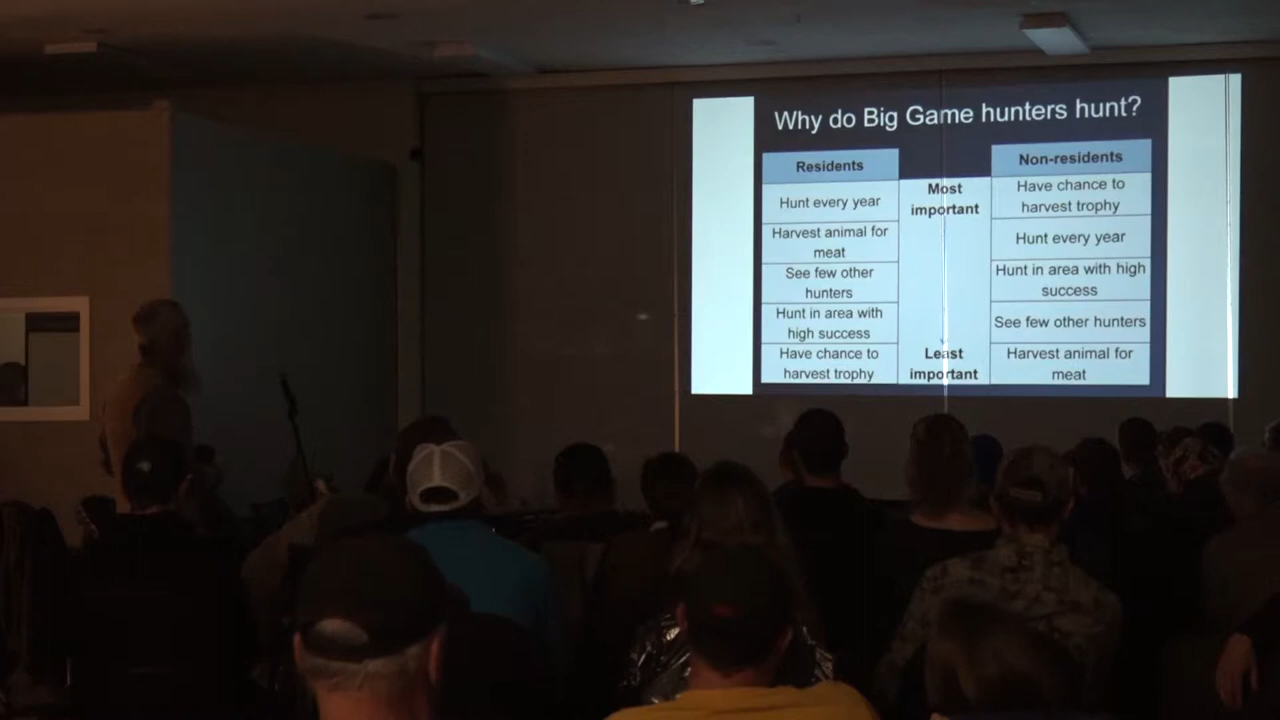 Why do Big Game hunters hunt?
Residents
Non-residents
Most
important
Hunt every year
Have chance to
harvest trophy
Harvest animal for
meat
Hunt every year
See few other
hunters
Hunt in area with high
success
Hunt in area with
high success
See few other hunters
Have chance to
harvest trophy
Least
important
Harvest animal for
meat